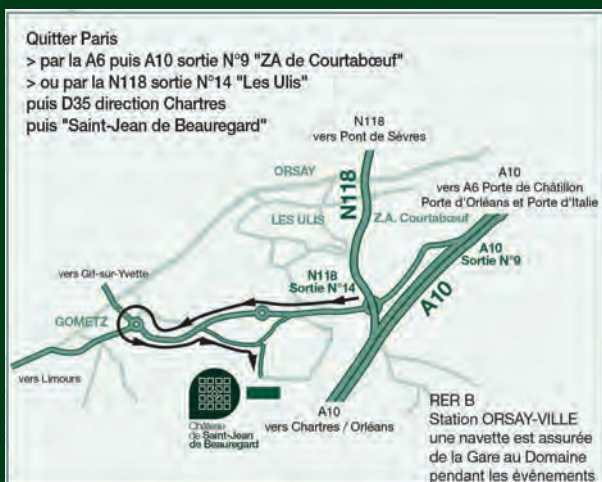 Quitter Paris
> par la A6 puis A10 sortie N°9 "ZA de Courtabœuf"
> ou par la N118 sortie N°14 "Les Ulis"
puis D35 direction Chartres
puis "Saint-Jean de Beauregard"
N118
vers Pont de Sèvres
A10
vers A6 Porte de Châtillon
Porte d'Orléans et Porte d'Italie
ORSAY
N118
LES ULIS
Z.A. Courtabœuf
A10
Sortie N°9
vers Gif-sur-Yvette
N118
Sortie N°14
A10
GOMETZ
vers Limours
Château
de Saint-Jean
de Beauregard
A10
vers Chartres / Orléans
RER B
Station ORSAY-VILLE
une navette est assurée
de la Gare au Domaine
pendant les événements